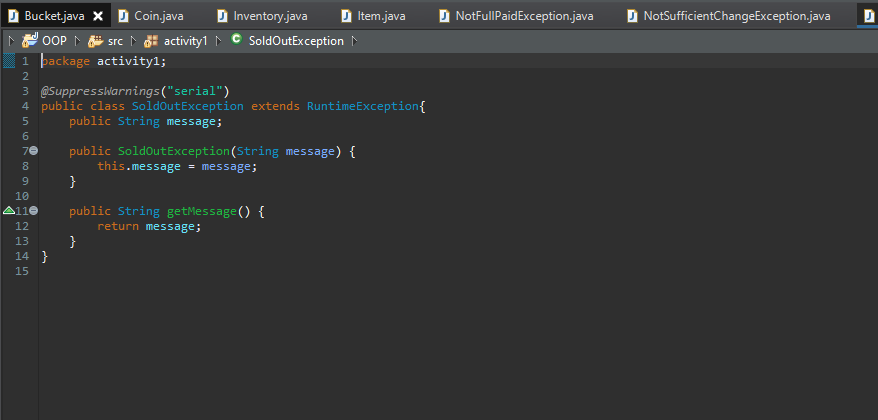 Bucket.java Coin.java Inventory.java Item.java NotFullPaidException.java NotSufficientChangeException.java
OOP src activity1 SoldOutException
1 package activity1;
2
3 @SuppressWarnings("serial")
4 public class SoldOutException extends RuntimeException{
5 public String message;
6
7 public SoldOutException(String message) {
8 this.message = message;
9 }
10
11 public String getMessage() {
12 return message;
13 }
14 }
15